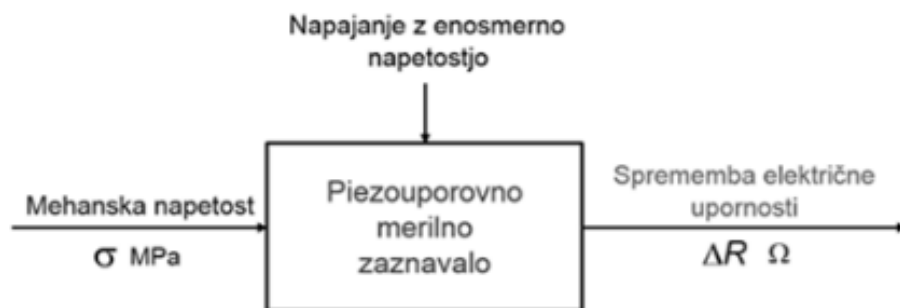 Napajanje z enosmerno
napetostjo
Mehanska napetost
σ MPa
Piezouporovno
merilno
zaznavalo
Sprememba električne
upornosti
ΔR Ω